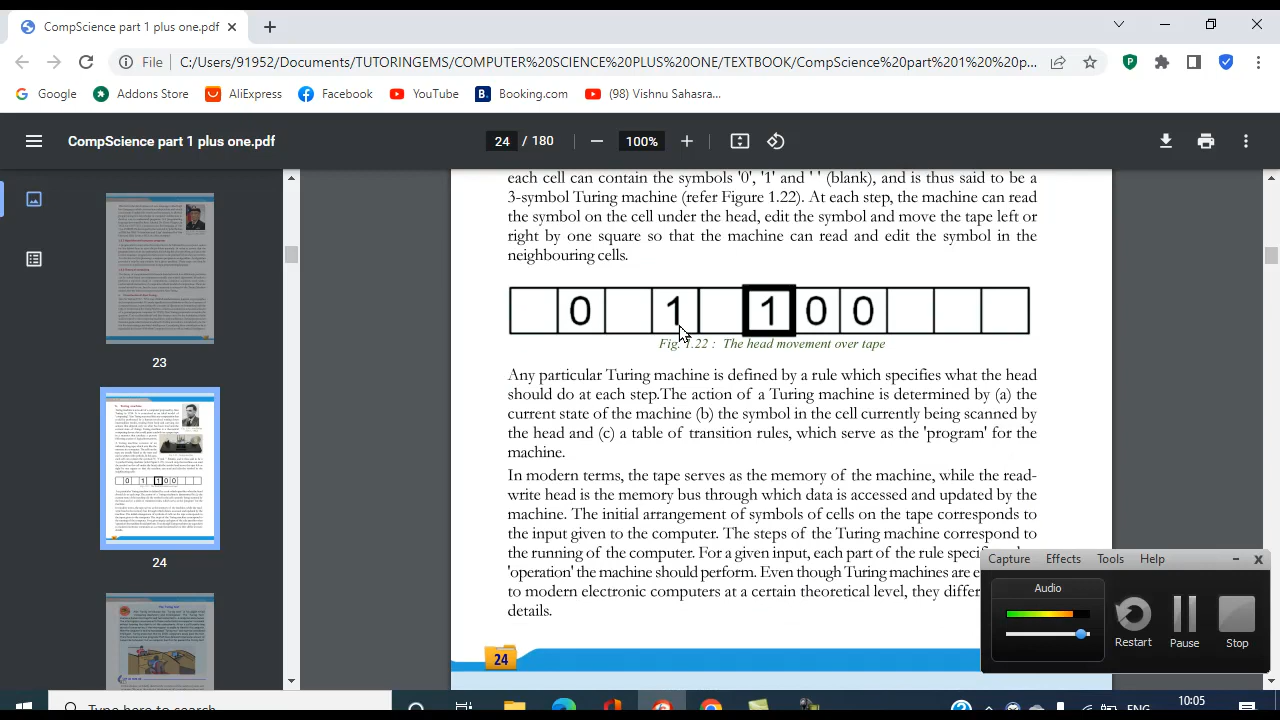 CompScience part 1 plus one.pdf
File
C:/Users/91952/Documents/TUTORINGEMS/COMPUTER%20SCIENCE%20PLUS%20ONE/TEXTBOOK/CompScience%20part%201%20%20p...
Google
Addons Store
AliExpress
Facebook
YouTube
Booking.com
(98) Vishnu Sahasra...
CompScience part 1 plus one.pdf
24 / 180
100%
23
24
each cell can contain the symbols '0', '1' and ' ' (blank), and is thus said to be a
3-symbol Turing machine (refer Figure 1.22). At each step, the machine can read
the symbol in the cell under the head, edit the symbol and move the tape left or
right by one square so that the machine can read and edit the symbol in the
neighbouring cells.
0 1 1 0 0
Fig. 1.22 : The head movement over tape
Any particular Turing machine is defined by a rule which specifies what the head
should do at each step.The action of a Turing machine is determined by (a) the
current state of the machine (b) the symbol in the cell currently being scanned by
the head and (c) a table of transition rules, which serve as the 'program' for the
machine.
In modern terms, the tape serves as the memory of the machine, while the read-
write head is the memory bus through which data is accessed and updated by the
machine. The initial arrangement of symbols of cells on the tape corresponds to
the input given to the computer. The steps of the Turing machine correspond to
the running of the computer. For a given input, each part of the rule
'operation' the machine should perform. Even though Turing machines are
to modern electronic computers at a certain theoretical level, they differ
details.
24
Capture
Effects
Tools
Help
Audio
Restart
Pause
Stop
Type here to search
ENG
10:05